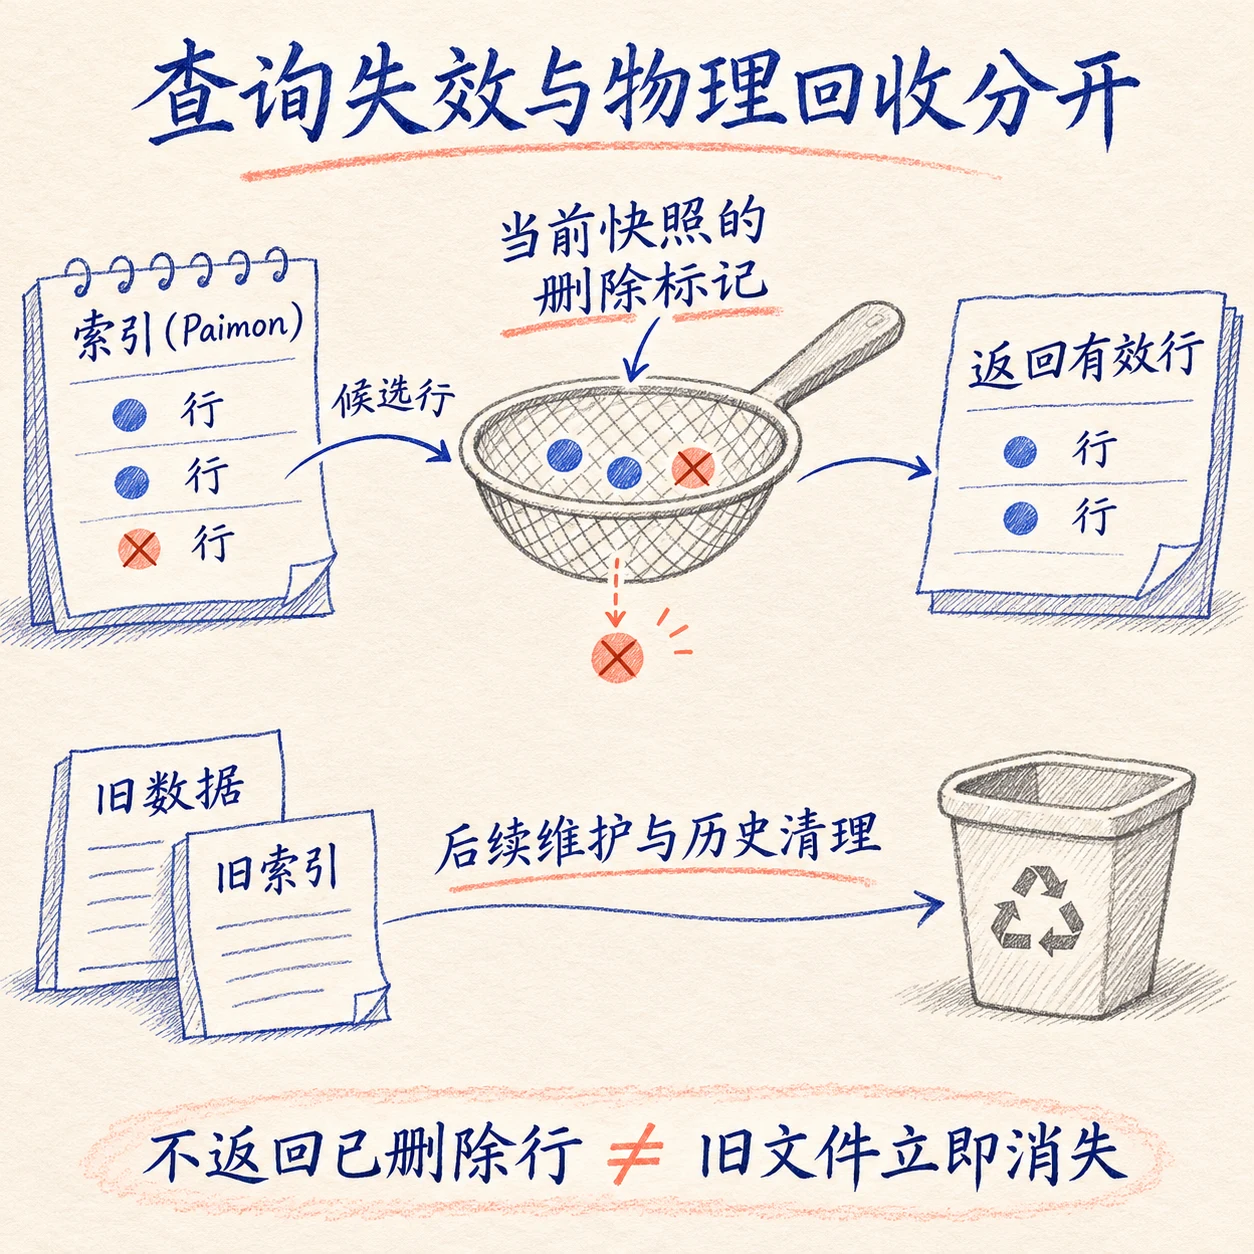 查询失效与物理回收分开
当前快照的
删除标记
索引(Paimon)
行
行
行
候选行
返回有效行
行
行
旧数据
旧索引
后续维护与历史清理
不返回已删除行 ≠ 旧文件立即消失